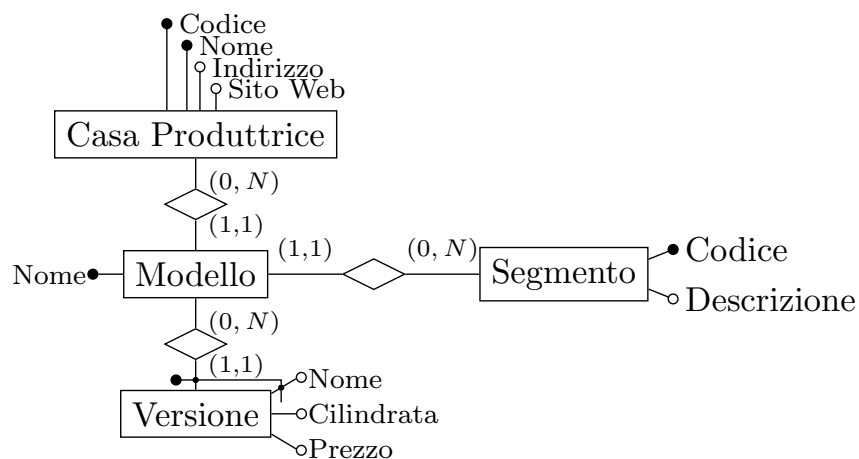 Codice
Nome
Indirizzo
Sito Web
Casa Produttrice
(0, N)
(1,1)
Nome
Modello
(1,1)
(0, N)
Segmento
Codice
Descrizione
(0, N)
(1,1)
Versione
Nome
Cilindrata
Prezzo